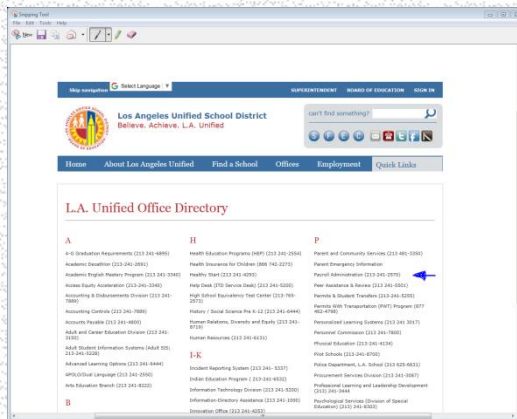 Snipping Tool
File Edit Tools Help
New
Skip navigation
Select Language
SUPERINTENDENT BOARD OF EDUCATION SIGN IN
Los Angeles Unified School District
Believe. Achieve. L.A. Unified
can't find something?
Home About Los Angeles Unified Find a School Offices Employment Quick Links
L.A. Unified Office Directory
A
A-G Graduation Requirements (213 241-6895)
Academic Decathlon (213-241-3891)
Academic English Mastery Program (213 241-3340)
Access Equity Acceleration (213 241-3340)
Accounting & Disbursements Division (213 241-7889)
Accounting Controls (213 241-7889)
Accounts Payable (213 241-4800)
Adult and Career Education Division (213 241-3150)
Adult Student Information Systems (Adult SIS) 213-241-5228)
Advanced Learning Options (213 241-6444)
APOLO/Dual Language (213-241-2550)
Arts Education Branch (213 241-8222)
B
H
Health Education Programs (HEP) (213 241-3554)
Health Insurance for Children (866 742-2273)
Healthy Start (213 241-4293)
Help Desk (ITD Service Desk) (213 241-5200)
High School Equivalency Test Center (213-765-2573)
History / Social Science Pre K-12 (213 241-6444)
Human Relations, Diversity and Equity (213 241-8719)
Human Resources (213 241-6131)
I-K
Incident Reporting System (213 241- 5337)
Indian Education Program ( 213 241-6532)
Information Technology Division (213 241-5200)
Information-Directory Assistance (213 241-1000)
Innovation Office (213 241-4252)
P
Parent and Community Services (213 481-3350)
Parent Emergency Information
Payroll Administration (213-241-2570)
Peer Assistance & Review (213 241-5501)
Permits & Student Transfers (213-241-5255)
Permits With Transportation (PWT) Program (877 462-4798)
Personalized Learning Systems (213 241 3017)
Personnel Commission (213 241-7800)
Physical Education (213 241-4134)
Pilot Schools (213 241-8700)
Police Department, L.A. School (213 625-6631)
Procurement Services Division (213 241-3087)
Professional Learning and Leadership Development (213) 241-3444
Psychological Services (Division of Special Education) (213) 241-8303)